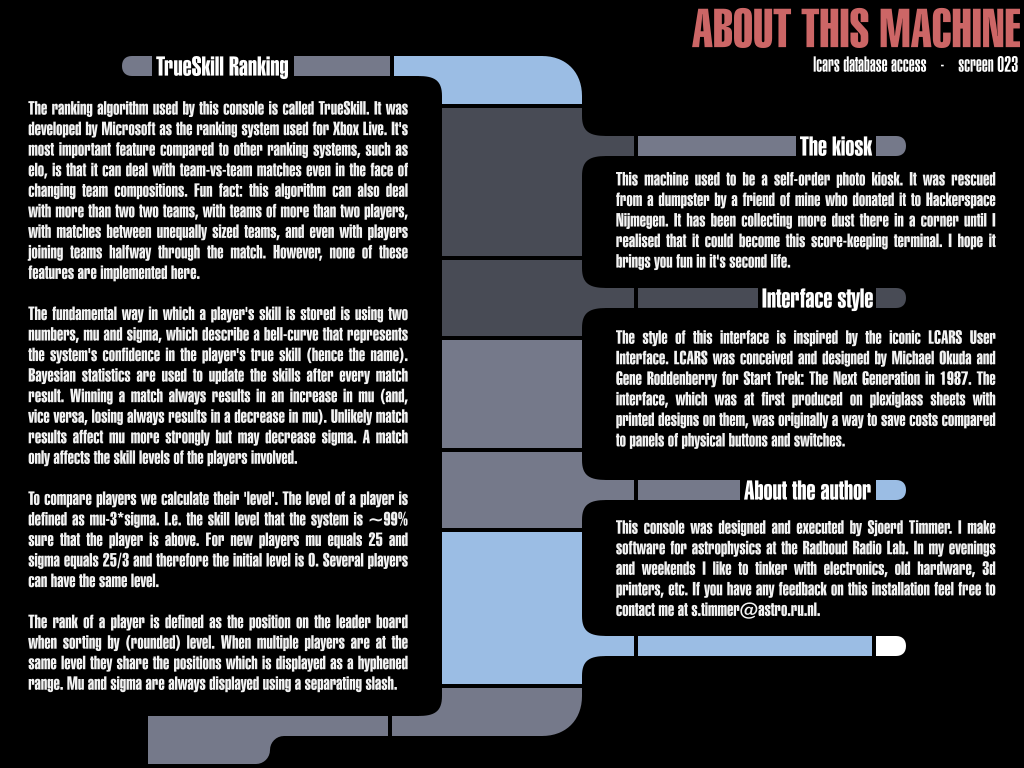 ABOUT THIS MACHINE
lcars database access - screen 023
TrueSkill Ranking
The ranking algorithm used by this console is called TrueSkill. It was
developed by Microsoft as the ranking system used for Xbox Live. It's
most important feature compared to other ranking systems, such as
elo, is that it can deal with team-vs-team matches even in the face of
changing team compositions. Fun fact: this algorithm can also deal
with more than two two teams, with teams of more than two players,
with matches between unequally sized teams, and even with players
joining teams halfway through the match. However, none of these
features are implemented here.
The fundamental way in which a player's skill is stored is using two
numbers, mu and sigma, which describe a bell-curve that represents
the system's confidence in the player's true skill (hence the name).
Bayesian statistics are used to update the skills after every match
result. Winning a match always results in an increase in mu (and,
vice versa, losing always results in a decrease in mu). Unlikely match
results affect mu more strongly but may decrease sigma. A match
only affects the skill levels of the players involved.
To compare players we calculate their 'level'. The level of a player is
defined as mu-3*sigma. I.e. the skill level that the system is ~99%
sure that the player is above. For new players mu equals 25 and
sigma equals 25/3 and therefore the initial level is 0. Several players
can have the same level.
The rank of a player is defined as the position on the leader board
when sorting by (rounded) level. When multiple players are at the
same level they share the positions which is displayed as a hyphened
range. Mu and sigma are always displayed using a separating slash.
The kiosk
This machine used to be a self-order photo kiosk. It was rescued
from a dumpster by a friend of mine who donated it to Hackerspace
Nijmegen. It has been collecting more dust there in a corner until I
realised that it could become this score-keeping terminal. I hope it
brings you fun in it's second life.
Interface style
The style of this interface is inspired by the iconic LCARS User
Interface. LCARS was conceived and designed by Michael Okuda and
Gene Roddenberry for Start Trek: The Next Generation in 1987. The
interface, which was at first produced on plexiglass sheets with
printed designs on them, was originally a way to save costs compared
to panels of physical buttons and switches.
About the author
This console was designed and executed by Sjoerd Timmer. I make
software for astrophysics at the Radboud Radio Lab. In my evenings
and weekends I like to tinker with electronics, old hardware, 3d
printers, etc. If you have any feedback on this installation feel free to
contact me at s.timmer@astro.ru.nl.